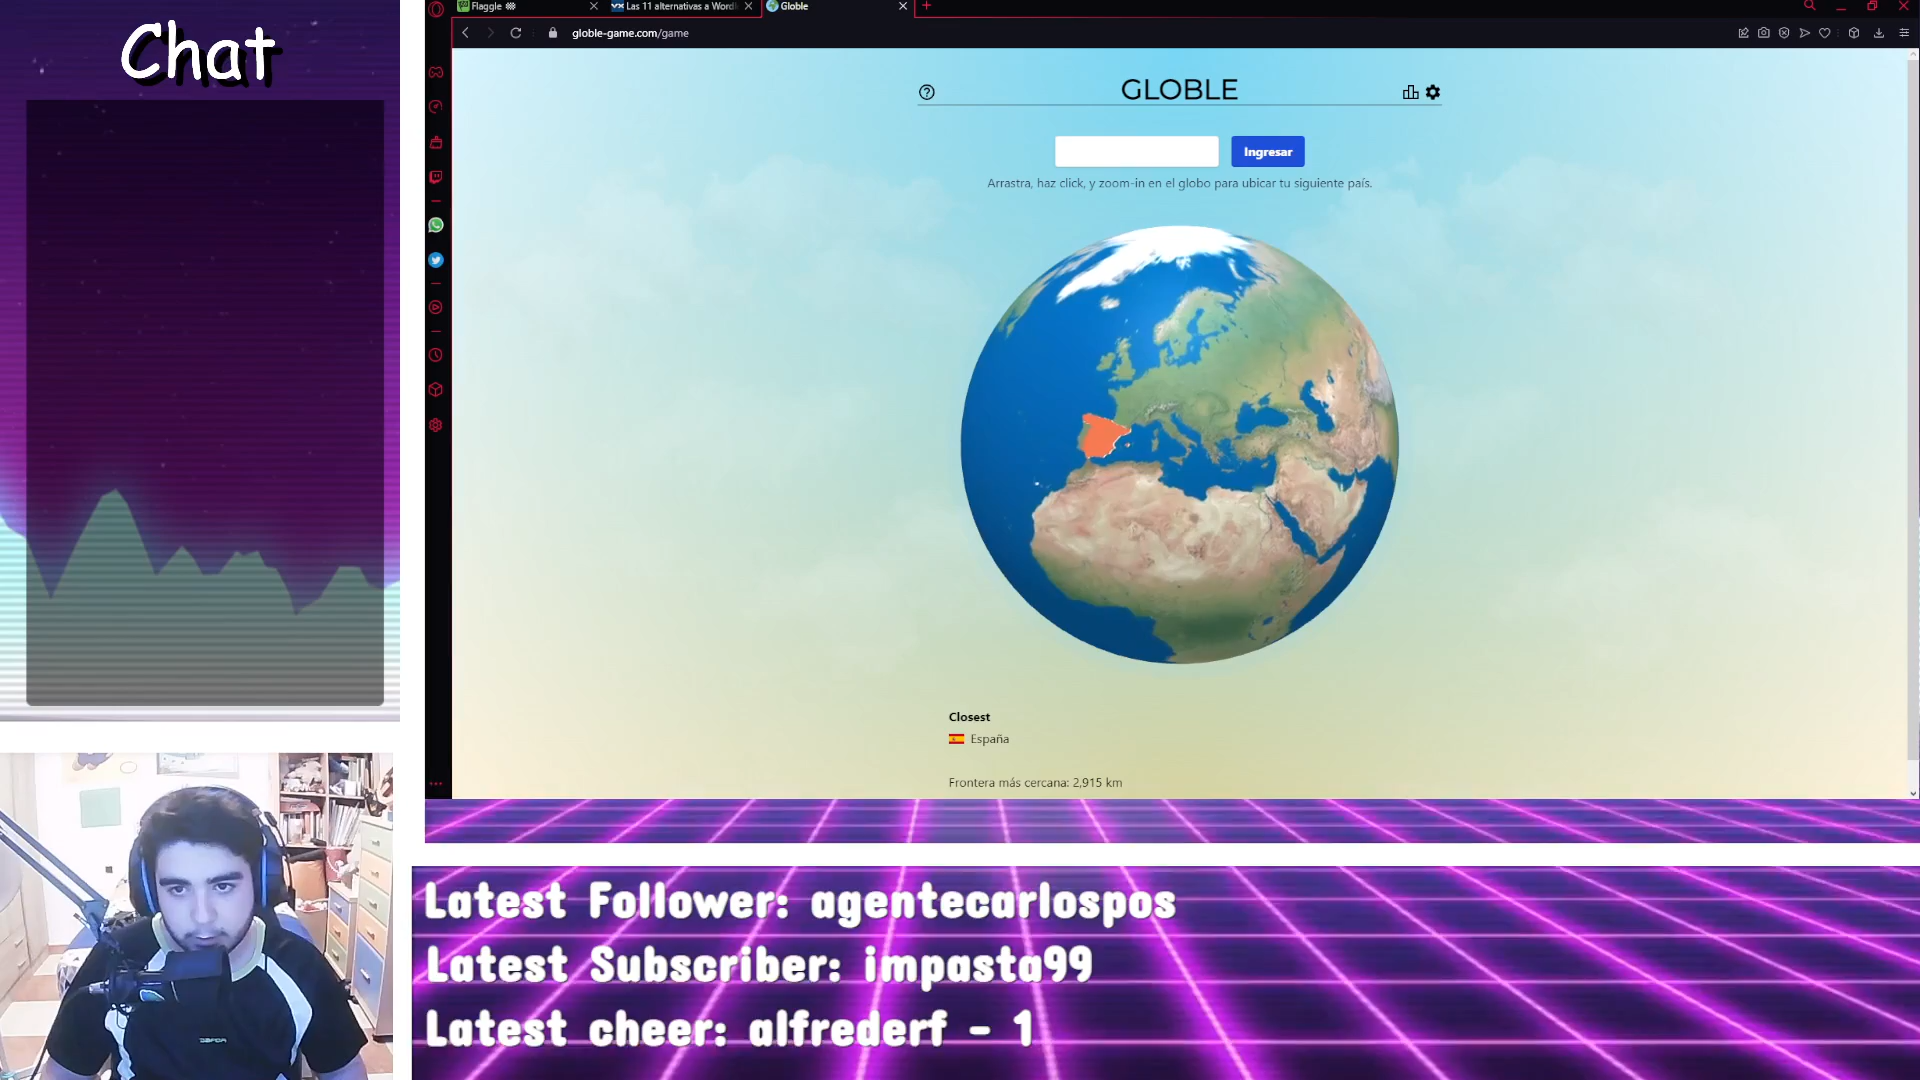 Chat
Flaggle
Las 11 alternativas a Wordl
Globle
globle-game.com/game
GLOBLE
Ingresar
Arrastra, haz click, y zoom-in en el globo para ubicar tu siguiente país.
Closest
España
Frontera más cercana: 2,915 km
Latest Follower: agentecarlospos
Latest Subscriber: impasta99
Latest cheer: alfrederf - 1